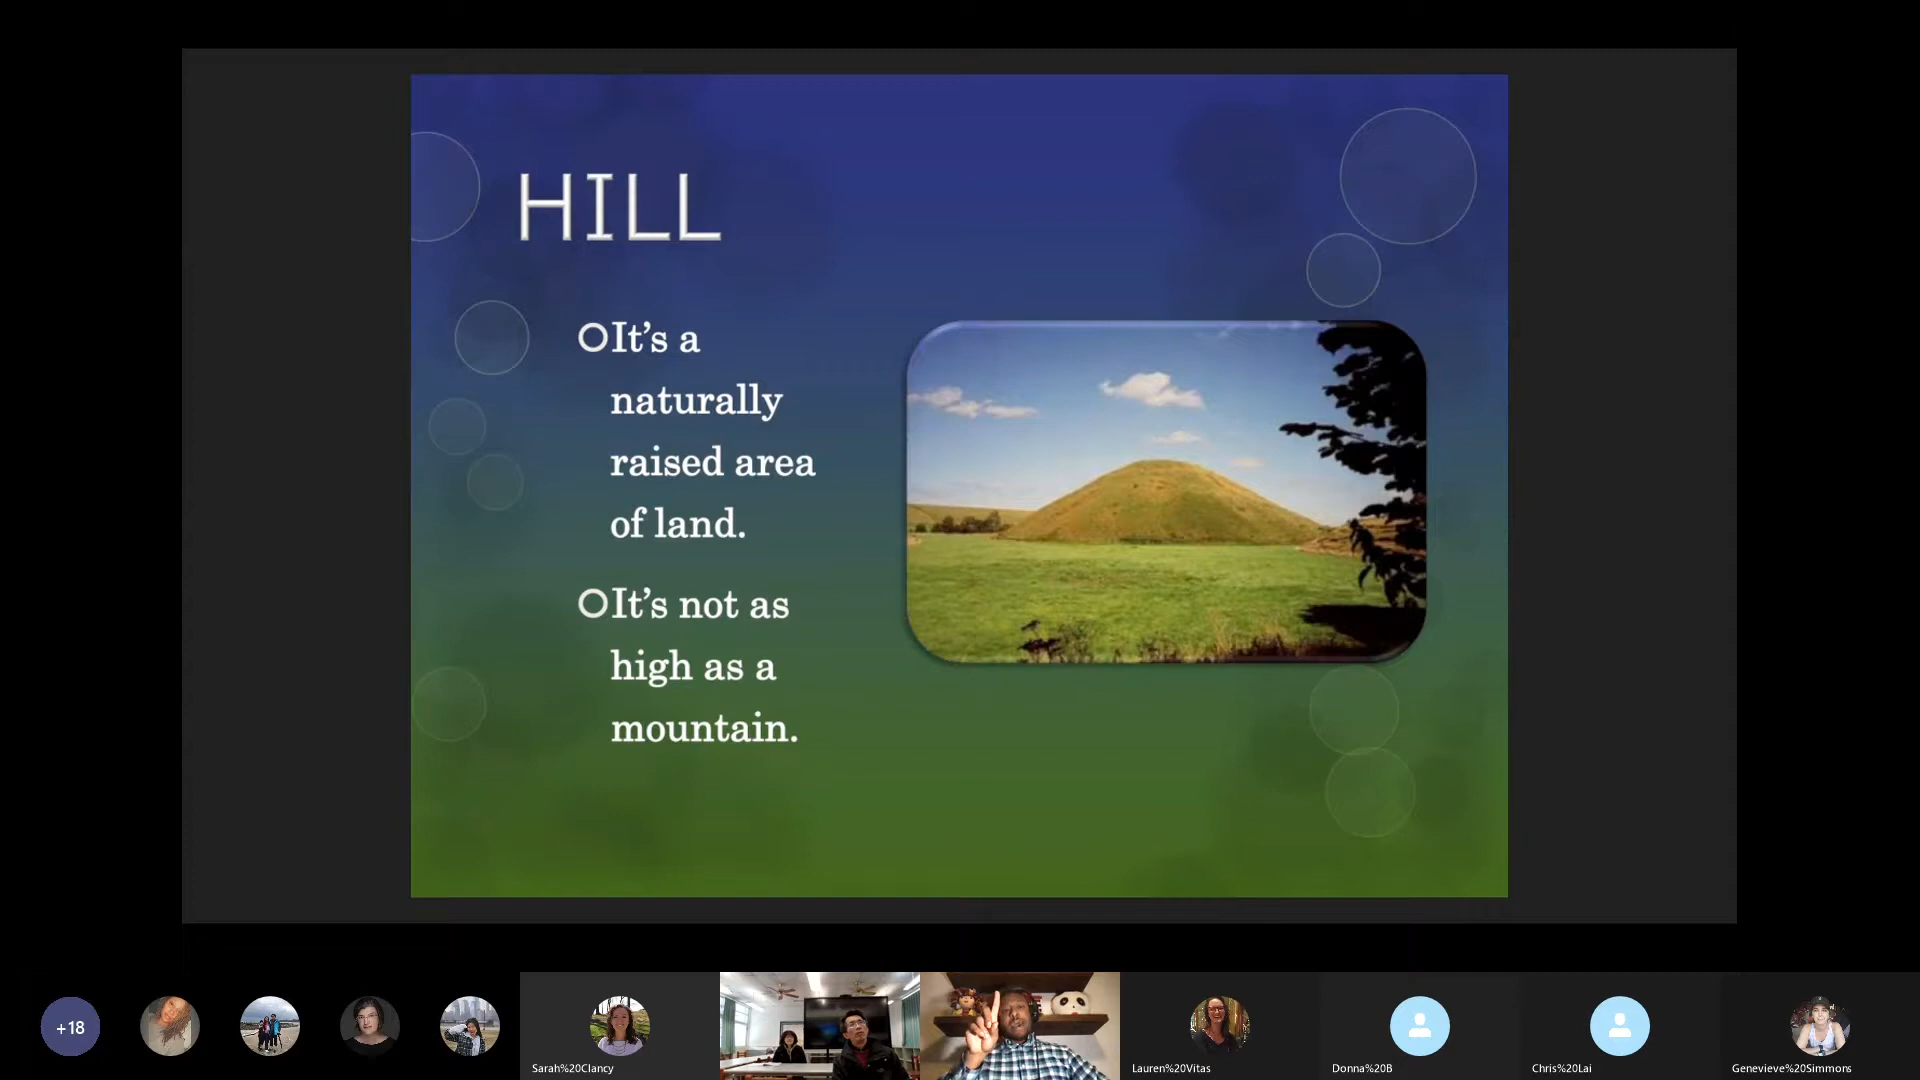 HILL
It's a
naturally
raised area
of land.
It's not as
high as a
mountain.
+18
Sarah%20Clancy
Lauren%20Vitas
Donna%20B
Chris%20Lai
Genevieve%20Simmons